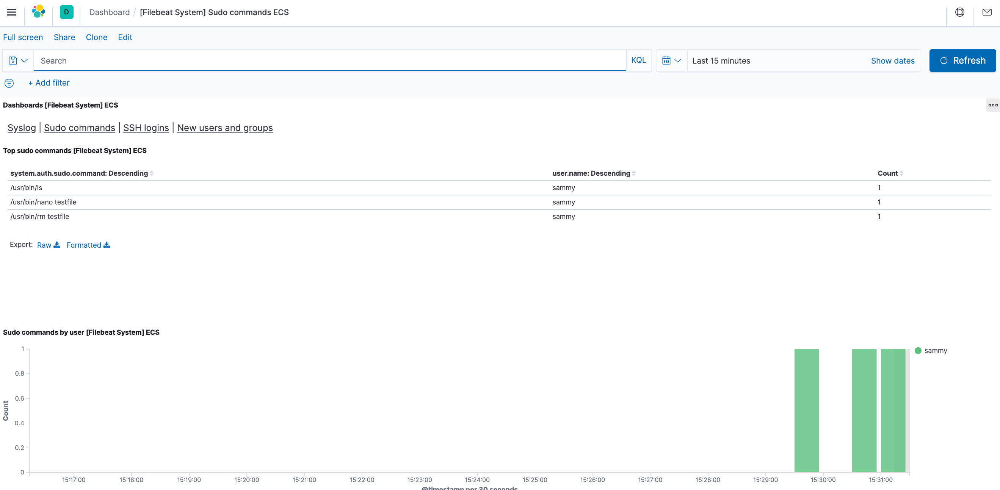 D Dashboard / [Filebeat System] Sudo commands ECS
Full screen Share Clone Edit
Search KQL Last 15 minutes Show dates Refresh
+ Add filter
Dashboards [Filebeat System] ECS
Syslog | Sudo commands | SSH logins | New users and groups
Top sudo commands [Filebeat System] ECS
system.auth.sudo.command: Descending user.name: Descending Count
/usr/bin/ls sammy 1
/usr/bin/nano testfile sammy 1
/usr/bin/rm testfile sammy 1
Export: Raw Formatted
Sudo commands by user [Filebeat System] ECS
1
0.8
0.6
0.4
0.2
0
Count
sammy
15:17:00 15:18:00 15:19:00 15:20:00 15:21:00 15:22:00 15:23:00 15:24:00 15:25:00 15:26:00 15:27:00 15:28:00 15:29:00 15:30:00 15:31:00
@timestamp per 30 seconds